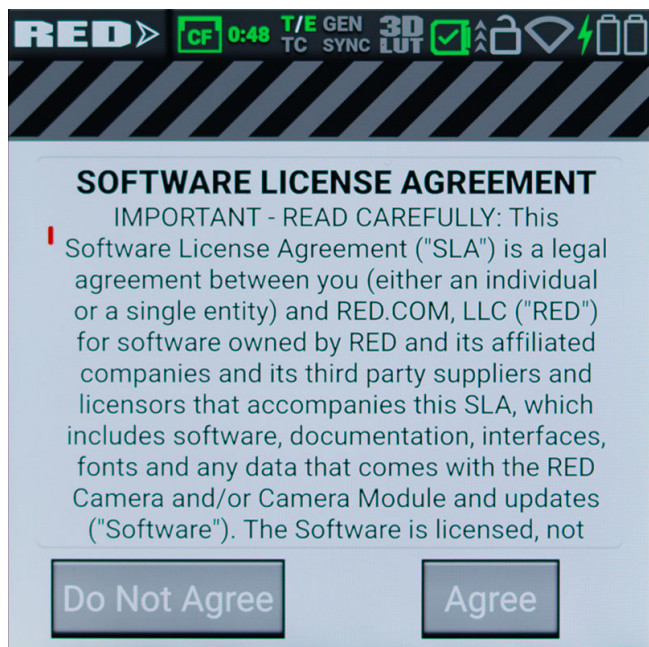 RED
CF 0:48 T/E GEN 3D
TC SYNC LUT
SOFTWARE LICENSE AGREEMENT
IMPORTANT - READ CAREFULLY: This
Software License Agreement ("SLA") is a legal
agreement between you (either an individual
or a single entity) and RED.COM, LLC ("RED")
for software owned by RED and its affiliated
companies and its third party suppliers and
licensors that accompanies this SLA, which
includes software, documentation, interfaces,
fonts and any data that comes with the RED
Camera and/or Camera Module and updates
("Software"). The Software is licensed, not
Do Not Agree
Agree